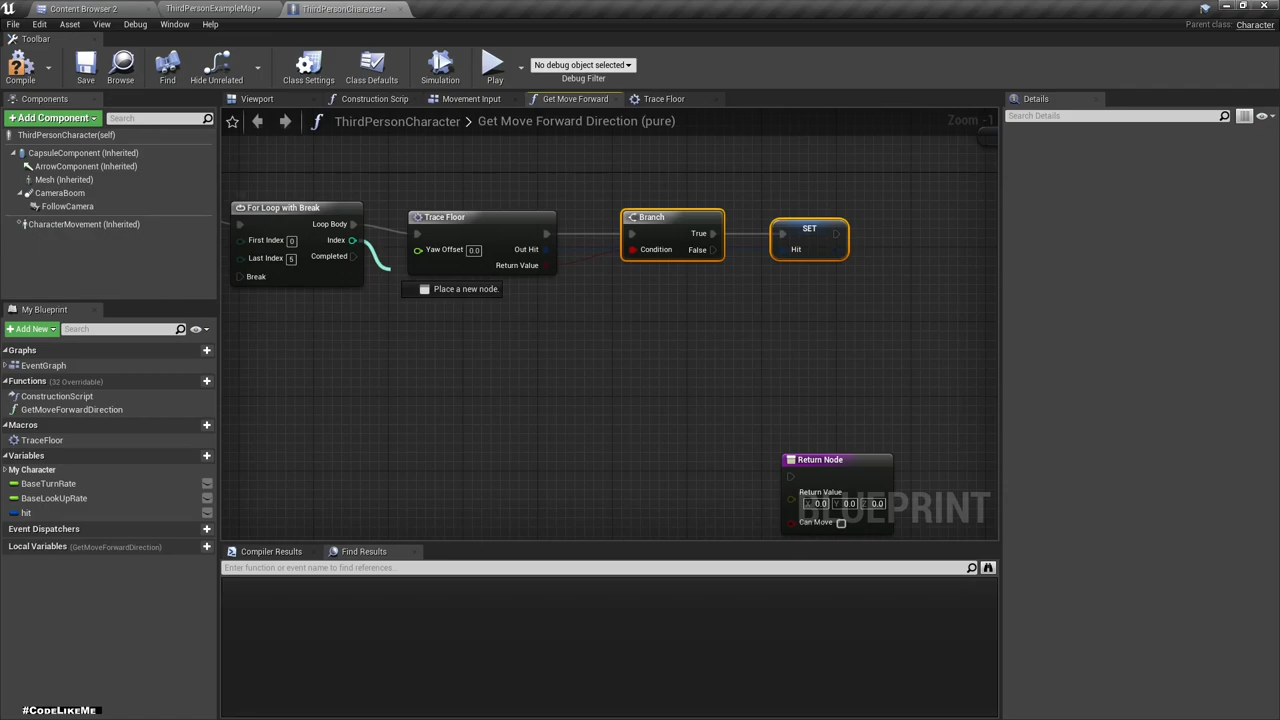 Content Browser 2
ThirdPersonExampleMap*
ThirdPersonCharacter*
File Edit Asset View Debug Window Help
Parent class: Character
Toolbar
Compile Save Browse Find Hide Unrelated Class Settings Class Defaults Simulation Play
No debug object selected
Debug Filter
Components
Viewport Construction Scrip Movement Input Get Move Forward Trace Floor
Details
+Add Component Search
Search Details
ThirdPersonCharacter > Get Move Forward Direction (pure)
Zoom -1
ThirdPersonCharacter(self)
CapsuleComponent (Inherited)
ArrowComponent (Inherited)
Mesh (Inherited)
CameraBoom
FollowCamera
CharacterMovement (Inherited)
For Loop with Break
Loop Body
First Index 0
Index
Last Index 5
Completed
Break
Trace Floor
Yaw Offset 0.0
Out Hit
Return Value
Place a new node.
Branch
True
Condition
False
SET
Hit
Return Node
Return Value
X 0.0 Y 0.0 Z 0.0
Can Move
BLUEPRINT
My Blueprint
+Add New Search
Graphs
EventGraph
Functions (32 Overridable)
ConstructionScript
GetMoveForwardDirection
Macros
TraceFloor
Variables
My Character
BaseTurnRate
BaseLookUpRate
hit
Event Dispatchers
Local Variables (GetMoveForwardDirection)
Compiler Results Find Results
Enter function or event name to find references...
#CodeLikeMe